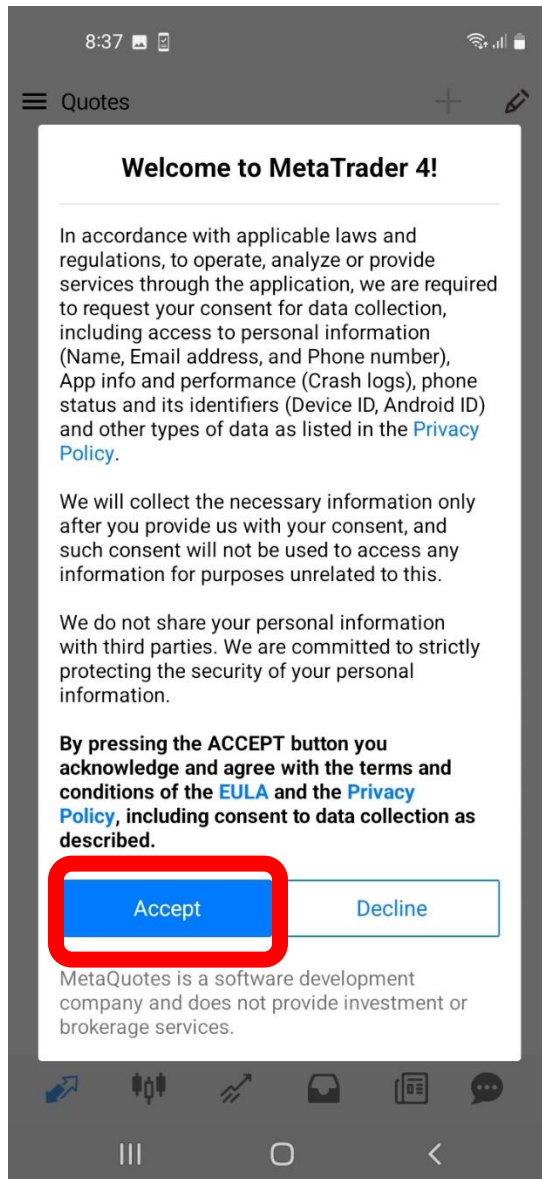 8:37
Quotes
Welcome to MetaTrader 4!
In accordance with applicable laws and
regulations, to operate, analyze or provide
services through the application, we are required
to request your consent for data collection,
including access to personal information
(Name, Email address, and Phone number),
App info and performance (Crash logs), phone
status and its identifiers (Device ID, Android ID)
and other types of data as listed in the Privacy
Policy.
We will collect the necessary information only
after you provide us with your consent, and
such consent will not be used to access any
information for purposes unrelated to this.
We do not share your personal information
with third parties. We are committed to strictly
protecting the security of your personal
information.
By pressing the ACCEPT button you
acknowledge and agree with the terms and
conditions of the EULA and the Privacy
Policy, including consent to data collection as
described.
Accept Decline
MetaQuotes is a software development
company and does not provide investment or
brokerage services.